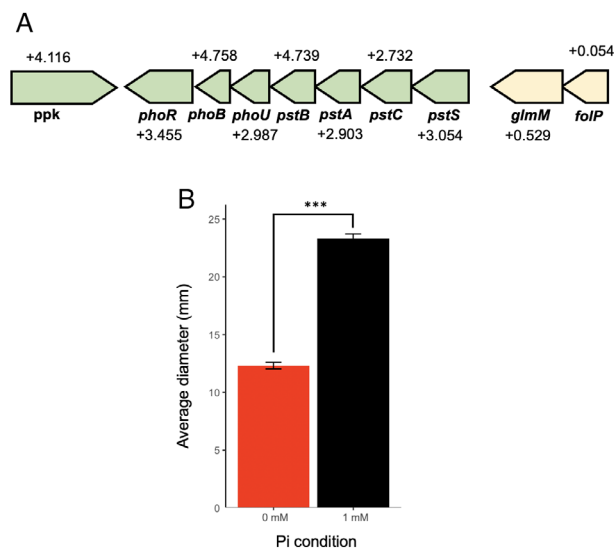 A
+4.116 +4.758 +4.739 +2.732 +0.054
ppk phoR phoB phoU pstB pstA pstC pstS glmM folP
+3.455 +2.987 +2.903 +3.054 +0.529
B
***
25
20
15
10
5
0
Average diameter (mm)
0 mM 1 mM
Pi condition